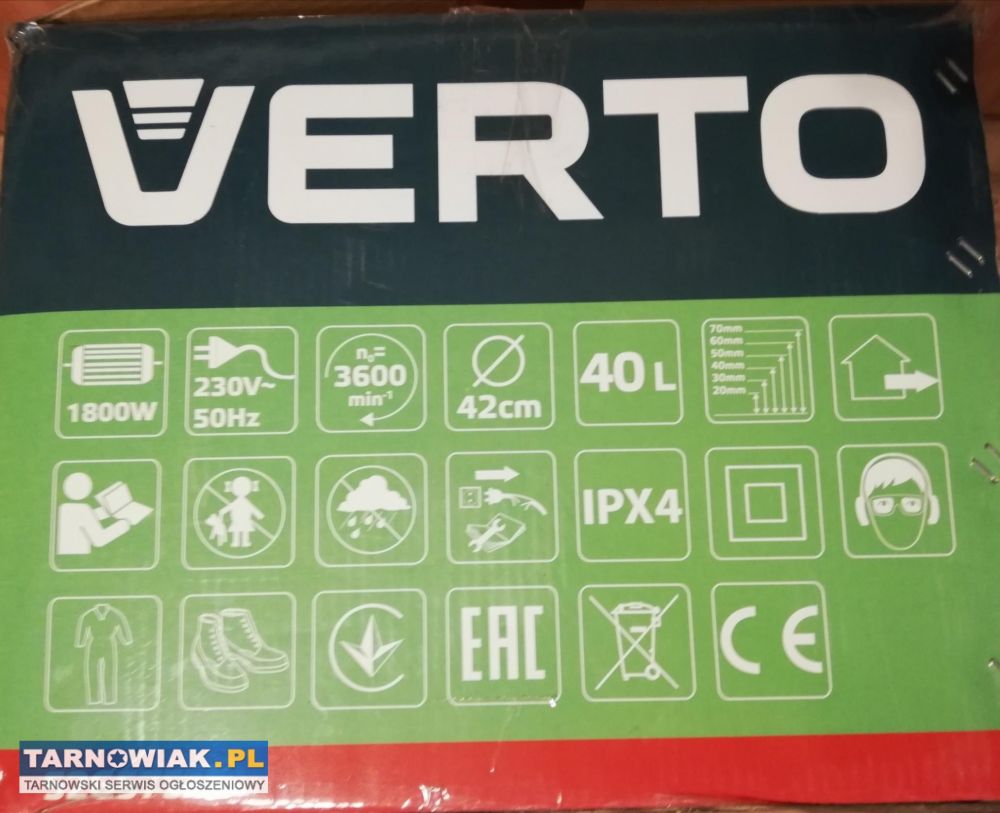 VERTO
1800W
230V~
50Hz
n₀=
3600
min⁻¹
42cm
40L
70mm
60mm
50mm
40mm
30mm
20mm
IPX4
EAC
CE
TARNOWIAK.PL
TARNOWSKI SERWIS OGŁOSZENIOWY